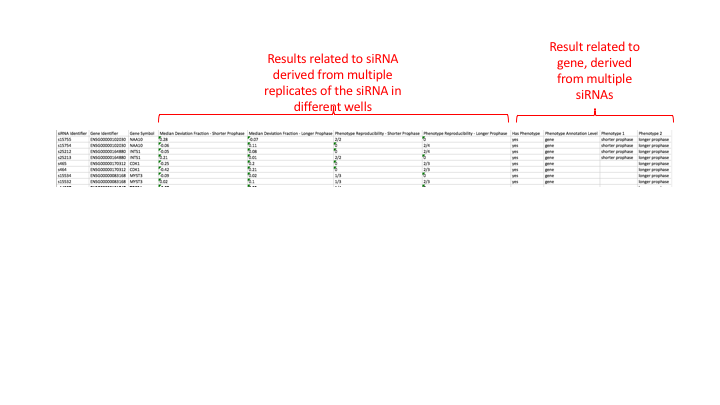 Results related to siRNA
derived from multiple
replicates of the siRNA in
different wells
Result related to
gene, derived
from multiple
siRNAs
siRNA Identifier Gene Identifier Gene Symbol Median Deviation Fraction - Shorter Prophase Median Deviation Fraction - Longer Prophase Phenotype Reproducibility - Shorter Prophase Phenotype Reproducibility - Longer Prophase Has Phenotype Phenotype Annotation Level Phenotype 1 Phenotype 2
s15755 ENSG00000102030 NAA10 0.28 -0.07 2/2 0 yes gene shorter prophase longer prophase
s15754 ENSG00000102030 NAA10 0.06 0.11 0 2/4 yes gene shorter prophase longer prophase
s25212 ENSG00000164880 INTS1 0.05 0.08 0 2/4 yes gene shorter prophase longer prophase
s25213 ENSG00000164880 INTS1 0.21 0.01 2/2 0 yes gene shorter prophase longer prophase
s465 ENSG00000170312 CDK1 0.2 0 2/3 yes gene longer prophase
s464 ENSG00000170312 CDK1 0.42 0.21 0 2/3 yes gene longer prophase
s15534 ENSG00000083168 MYST3 0.09 0.02 1/3 0 yes gene longer prophase
s15532 ENSG00000083168 MYST3 0.02 0.1 1/3 2/3 yes gene longer prophase